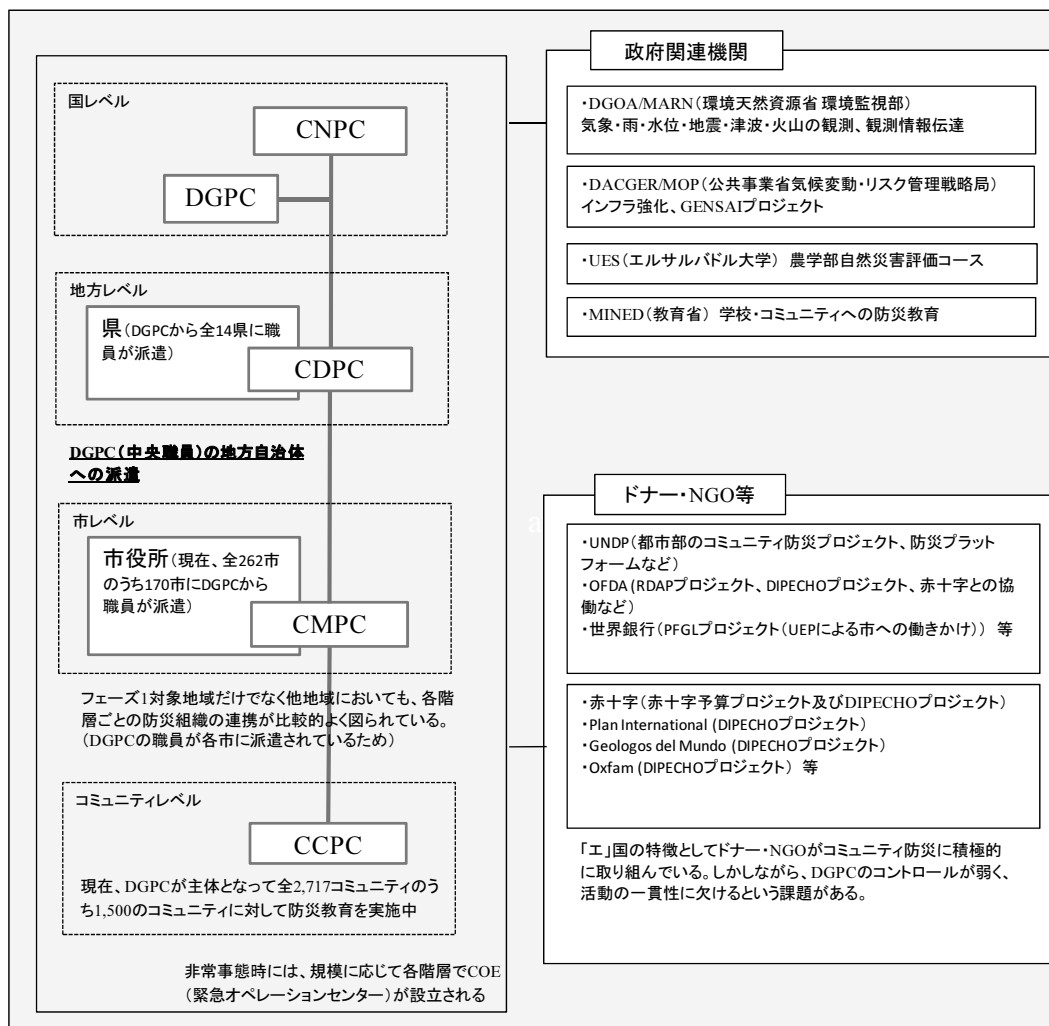 国レベル
CNPC
DGPC
地方レベル
県(DGPCから全14県に職
員が派遣)
CDPC
DGPC(中央職員)の地方自治体
への派遣
市レベル
市役所(現在、全262市
のうち170市にDGPCから
職員が派遣)
CMPC
フェーズ1対象地域だけでなく他地域においても、各階
層ごとの防災組織の連携が比較的よく図られている。
(DGPCの職員が各市に派遣されているため)
コミュニティレベル
CCPC
現在、DGPCが主体となって全2,717コミュニティのう
ち1,500のコミュニティに対して防災教育を実施中
非常事態時には、規模に応じて各階層でCOE
(緊急オペレーションセンター)が設立される
政府関連機関
・DGOA/MARN(環境天然資源省 環境監視部)
気象・雨・水位・地震・津波・火山の観測、観測情報伝達
・DACGER/MOP(公共事業省気候変動・リスク管理戦略局)
インフラ強化、GENSAIプロジェクト
・UES(エルサルバドル大学) 農学部自然災害評価コース
・MINED(教育省) 学校・コミュニティへの防災教育
ドナー・NGO等
a
・UNDP(都市部のコミュニティ防災プロジェクト、防災プラット
フォームなど)
・OFDA (RDAPプロジェクト、DIPECHOプロジェクト、赤十字との協
働など)
・世界銀行(PFGLプロジェクト(UEPによる市への働きかけ)) 等
・赤十字(赤十字予算プロジェクト及びDIPECHOプロジェクト)
・Plan International (DIPECHOプロジェクト)
・Geologos del Mundo (DIPECHOプロジェクト)
・Oxfam (DIPECHOプロジェクト) 等
「エ」国の特徴としてドナー・NGOがコミュニティ防災に積極的
に取り組んでいる。しかしながら、DGPCのコントロールが弱く、
活動の一貫性に欠けるという課題がある。